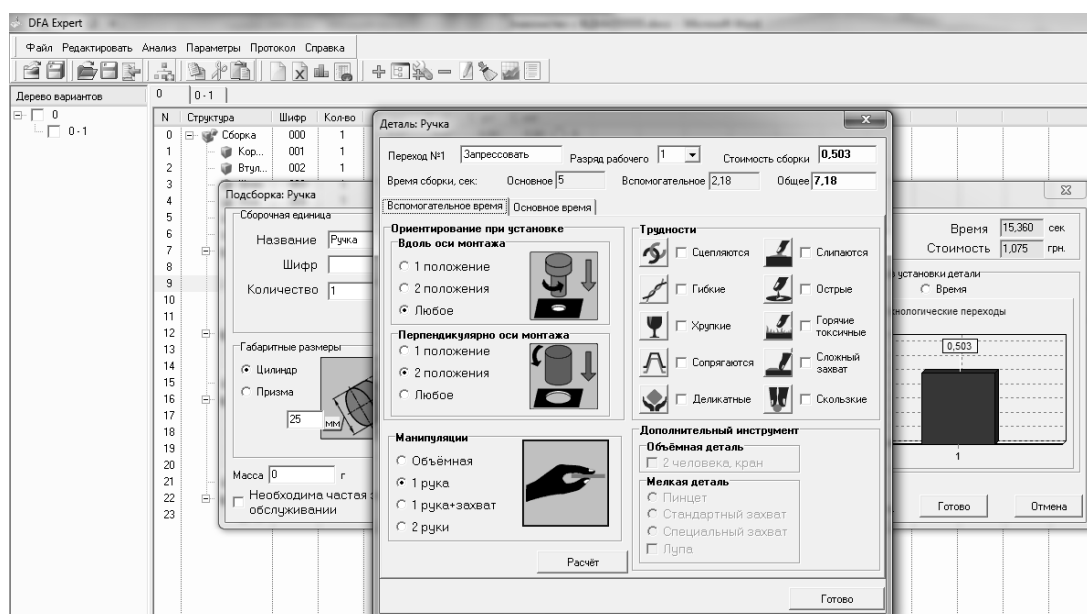 DFA Expert
Файл Редактировать Анализ Параметры Протокол Справка
Дерево вариантов
0
0 - 1
0
0 - 1
N Структура Шифр Кол-во
0 Сборка 000 1
1 Кор... 001 1
2 Втул... 002 1
3
4
5
6
7
8
9
10
11
12
13
14
15
16
17
18
19
20
21
22
23
Подсборка: Ручка
Сборочная единица
Название Ручка
Шифр
Количество 1
Габаритные размеры
Цилиндр
Призма
25 мм
Масса 0 г
Необходима частая
обслуживании
Деталь: Ручка
Переход №1 Запрессовать Разряд рабочего 1 Стоимость сборки 0,503
Время сборки, сек: Основное 5 Вспомогательное 2,18 Общее 7,18
Вспомогательное время Основное время
Ориентирование при установке
Вдоль оси монтажа
1 положение
2 положения
Любое
Перпендикулярно оси монтажа
1 положение
2 положения
Любое
Манипуляции
Объёмная
1 рука
1 рука+захват
2 руки
Расчёт
Трудности
Сцепляются Слипаются
Гибкие Острые
Хрупкие Горячие токсичные
Сопрягаются Сложный захват
Деликатные Скользкие
Дополнительный инструмент
Объёмная деталь
2 человека, кран
Мелкая деталь
Пинцет
Стандартный захват
Специальный захват
Лупа
Готово
Время 15,360 сек
Стоимость 1,075 грн.
установки детали
Время
нологические переходы
0,503
1
Готово Отмена